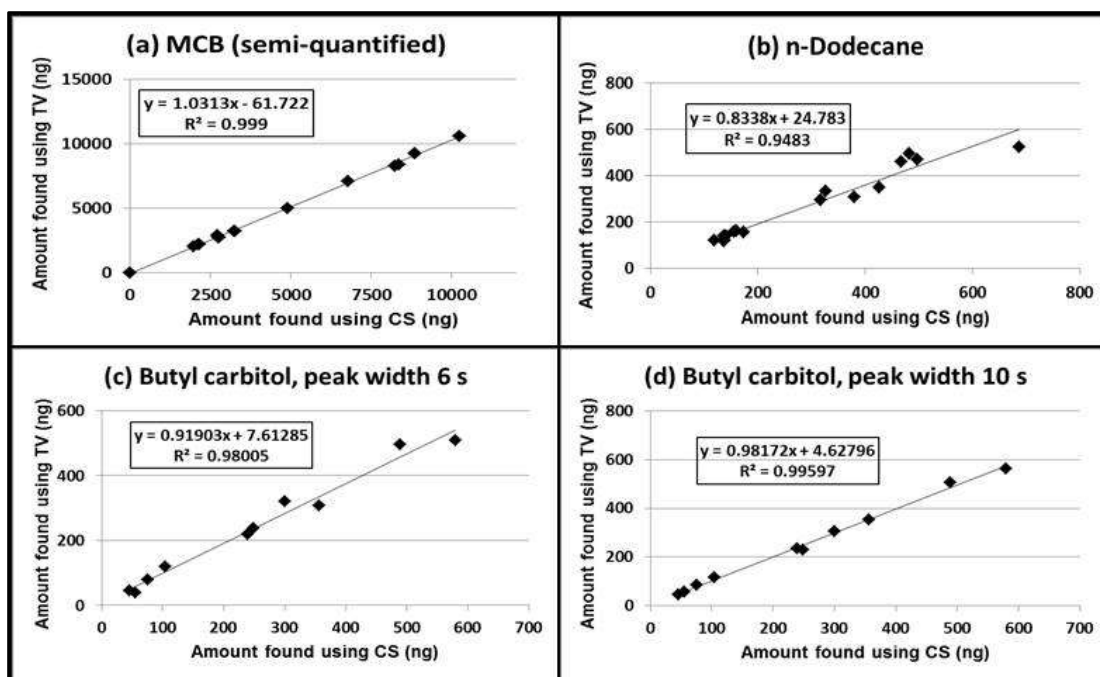 (a) MCB (semi-quantified)
Amount found using TV (ng)
15000
10000
5000
0
y = 1.0313x - 61.722
R² = 0.999
0 2500 5000 7500 10000
Amount found using CS (ng)
(b) n-Dodecane
Amount found using TV (ng)
800
600
400
200
0
y = 0.8338x + 24.783
R² = 0.9483
0 200 400 600 800
Amount found using CS (ng)
(c) Butyl carbitol, peak width 6 s
Amount found using TV (ng)
600
400
200
0
y = 0.91903x + 7.61285
R² = 0.98005
0 100 200 300 400 500 600 700
Amount found using CS (ng)
(d) Butyl carbitol, peak width 10 s
Amount found using TV (ng)
800
600
400
200
0
y = 0.98172x + 4.62796
R² = 0.99597
0 100 200 300 400 500 600 700
Amount found using CS (ng)